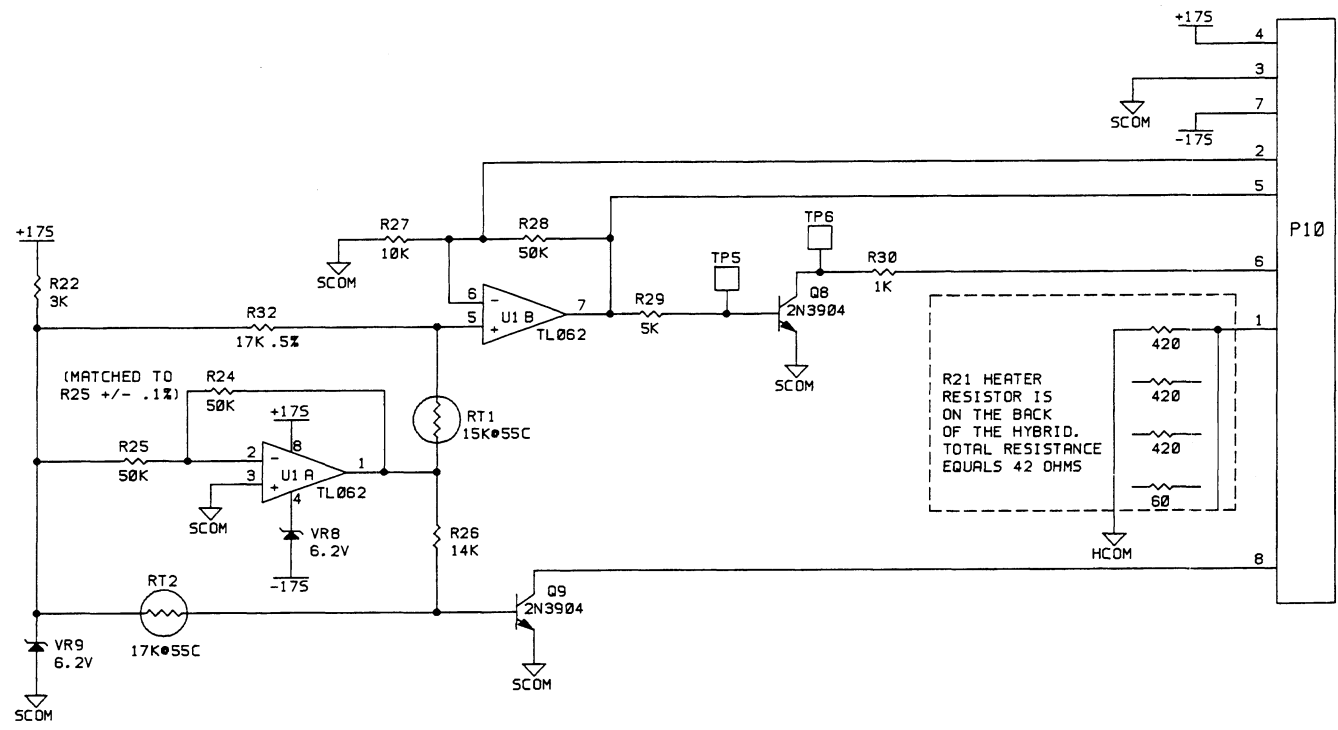 +17S
4
3
SCOM
7
-17S
2
5
P10
+17S
R22
3K
R27
10K
SCOM
R28
50K
TP6
TP5
R30
1K
6
6
-
5
+
U1 B
7
TL062
R29
5K
Q8
2N3904
SCOM
R32
17K .5%
1
420
420
420
60
R21 HEATER
RESISTOR IS
ON THE BACK
OF THE HYBRID.
TOTAL RESISTANCE
EQUALS 42 OHMS
HCOM
(MATCHED TO
R25 +/- .1%)
R24
50K
+17S
8
RT1
15K@55C
R25
50K
2
-
3
+
U1 A
1
TL062
4
SCOM
VR8
6.2V
-17S
R26
14K
8
RT2
17K@55C
Q9
2N3904
SCOM
VR9
6.2V
SCOM